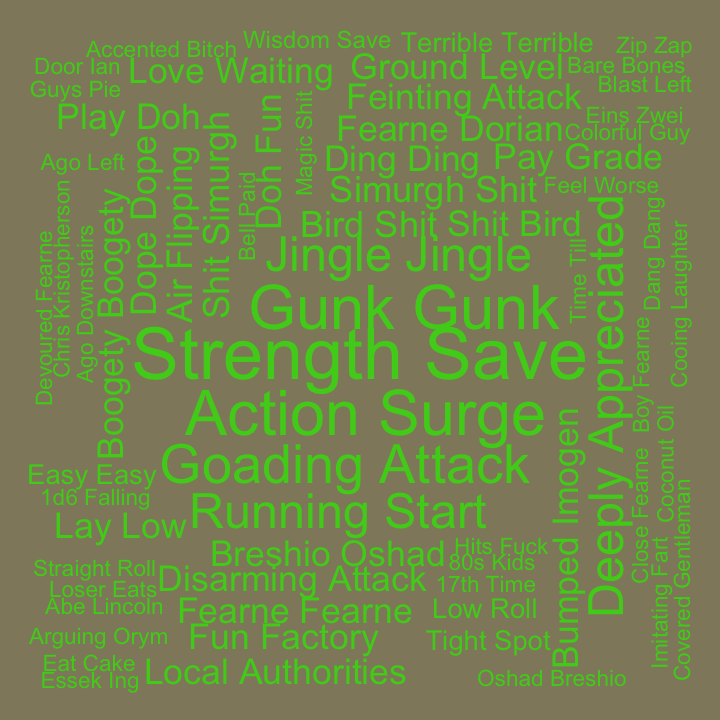 Wisdom Save
Terrible Terrible
Zip Zap
Accented Bitch
Door Ian
Love Waiting
Ground Level
Bare Bones
Guys Pie
Blast Left
Feinting Attack
Play Doh
Doh Fun
Magic Shit
Fearne Dorian
Eins Zwei
Colorful Guy
Ago Left
Dope Dope
Air Flipping
Shit Simurgh
Ding Ding
Pay Grade
Simurgh Shit
Feel Worse
Bell Paid
Bird Shit
Shit Bird
Devoured Fearne
Chris Kristopherson
Ago Downstairs
Boogety Boogety
Jingle Jingle
Time Till
Deeply Appreciated
Dang Dang
Cooing Laughter
Gunk Gunk
Strength Save
Boy Fearne
Action Surge
Goading Attack
Bumped Imogen
Close Fearne
Coconut Oil
Easy Easy
1d6 Falling
Running Start
Lay Low
Imitating Fart
Covered Gentleman
Breshio Oshad
Hits Fuck
80s Kids
Straight Roll
Disarming Attack
17th Time
Loser Eats
Abe Lincoln
Fearne Fearne
Low Roll
Arguing Orym
Fun Factory
Tight Spot
Eat Cake
Essek Ing
Local Authorities
Oshad Breshio